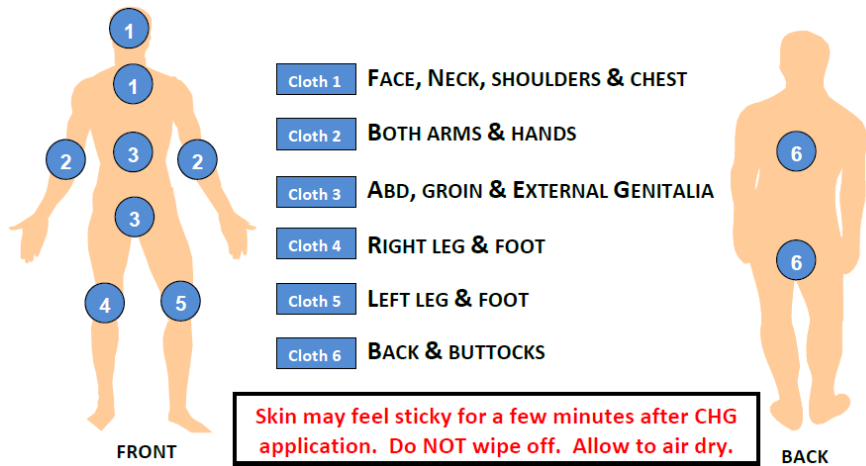 1
1
Cloth 1 FACE, NECK, SHOULDERS & CHEST
Cloth 2 BOTH ARMS & HANDS
2 3 2
6
Cloth 3 ABD, GROIN & EXTERNAL GENITALIA
3
Cloth 4 RIGHT LEG & FOOT
6
4 5
Cloth 5 LEFT LEG & FOOT
Cloth 6 BACK & BUTTOCKS
Skin may feel sticky for a few minutes after CHG
application. Do NOT wipe off. Allow to air dry.
FRONT
BACK